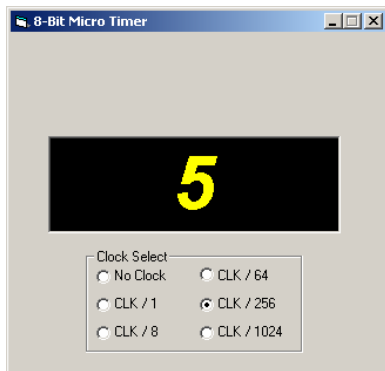 8-Bit Micro Timer
5
Clock Select
No Clock CLK / 64
CLK / 1 CLK / 256
CLK / 8 CLK / 1024